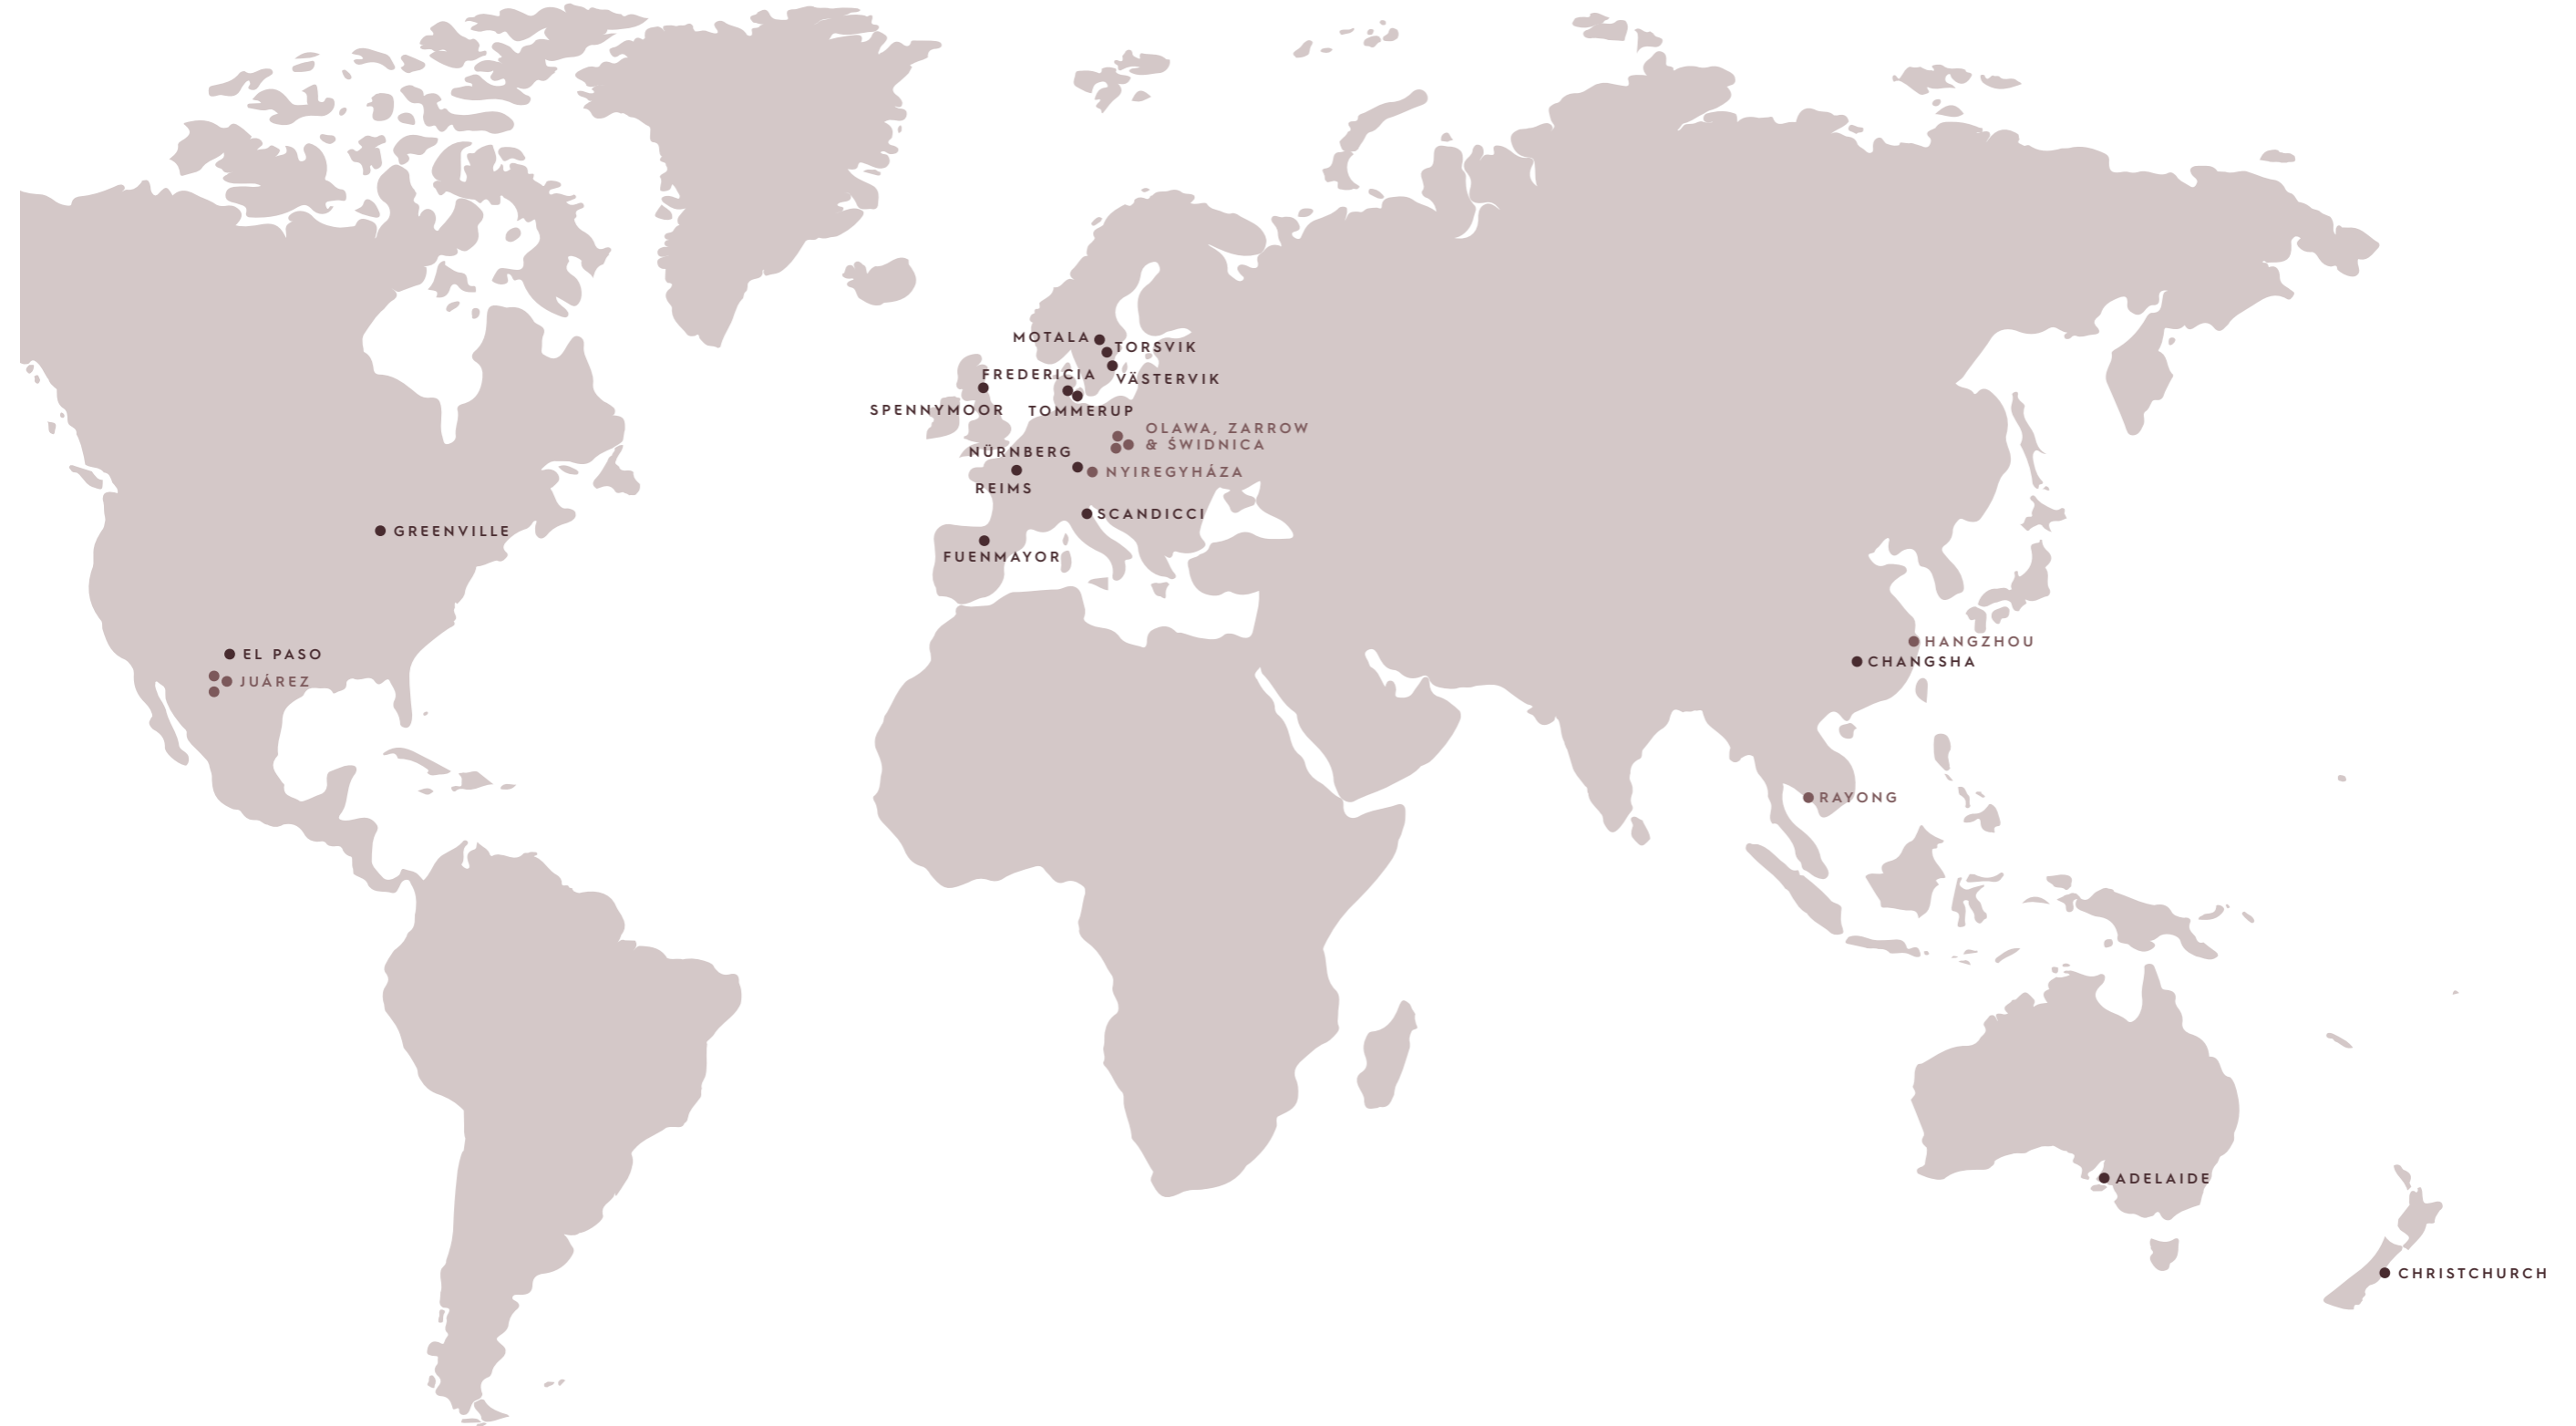 MOTALA
TORSVIK
FREDERICIA
VÄSTERVIK
SPENNYMOOR
TOMMERUP
OLAWA, ZARROW
& ŚWIDNICA
NÜRNBERG
NYIREGYHÁZA
REIMS
SCANDICCI
GREENVILLE
FUENMAYOR
HANGZHOU
EL PASO
CHANGSHA
JUÁREZ
RAYONG
ADELAIDE
CHRISTCHURCH